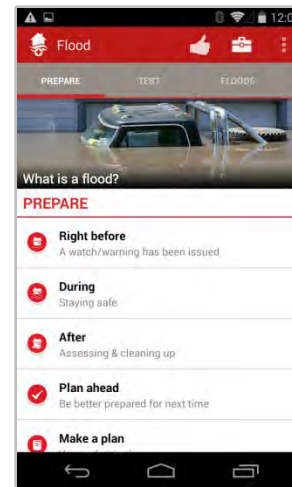 12:0
Flood
PREPARE
TEST
FLOODS
What is a flood?
PREPARE
Right before
A watch/warning has been issued
During
Staying safe
After
Assessing & cleaning up
Plan ahead
Be better prepared for next time
Make a plan